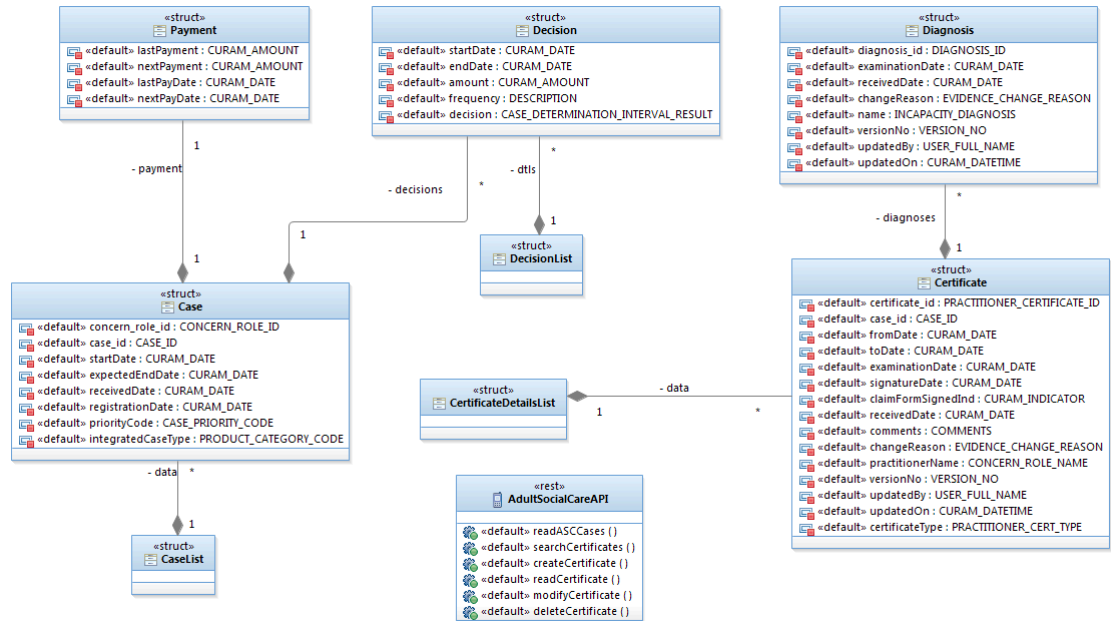 «struct»
Payment
«default» lastPayment : CURAM_AMOUNT
«default» nextPayment : CURAM_AMOUNT
«default» lastPayDate : CURAM_DATE
«default» nextPayDate : CURAM_DATE
«struct»
Decision
«default» startDate : CURAM_DATE
«default» endDate : CURAM_DATE
«default» amount : CURAM_AMOUNT
«default» frequency : DESCRIPTION
«default» decision : CASE_DETERMINATION_INTERVAL_RESULT
«struct»
Diagnosis
«default» diagnosis_id : DIAGNOSIS_ID
«default» examinationDate : CURAM_DATE
«default» receivedDate : CURAM_DATE
«default» changeReason : EVIDENCE_CHANGE_REASON
«default» name : INCAPACITY_DIAGNOSIS
«default» versionNo : VERSION_NO
«default» updatedBy : USER_FULL_NAME
«default» updatedOn : CURAM_DATETIME
1
- payment
1
*
- decisions
1
*
- dtls
1
*
- diagnoses
1
«struct»
DecisionList
«struct»
Case
«default» concern_role_id : CONCERN_ROLE_ID
«default» case_id : CASE_ID
«default» startDate : CURAM_DATE
«default» expectedEndDate : CURAM_DATE
«default» receivedDate : CURAM_DATE
«default» registrationDate : CURAM_DATE
«default» priorityCode : CASE_PRIORITY_CODE
«default» integratedCaseType : PRODUCT_CATEGORY_CODE
«struct»
Certificate
«default» certificate_id : PRACTITIONER_CERTIFICATE_ID
«default» case_id : CASE_ID
«default» fromDate : CURAM_DATE
«default» toDate : CURAM_DATE
«default» examinationDate : CURAM_DATE
«default» signatureDate : CURAM_DATE
«default» claimFormSignedInd : CURAM_INDICATOR
«default» receivedDate : CURAM_DATE
«default» comments : COMMENTS
«default» changeReason : EVIDENCE_CHANGE_REASON
«default» practitionerName : CONCERN_ROLE_NAME
«default» versionNo : VERSION_NO
«default» updatedBy : USER_FULL_NAME
«default» updatedOn : CURAM_DATETIME
«default» certificateType : PRACTITIONER_CERT_TYPE
«struct»
CertificateDetailsList
- data
1
*
- data *
1
«struct»
CaseList
«rest»
AdultSocialCareAPI
«default» readASCCases ( )
«default» searchCertificates ( )
«default» createCertificate ( )
«default» readCertificate ( )
«default» modifyCertificate ( )
«default» deleteCertificate ( )